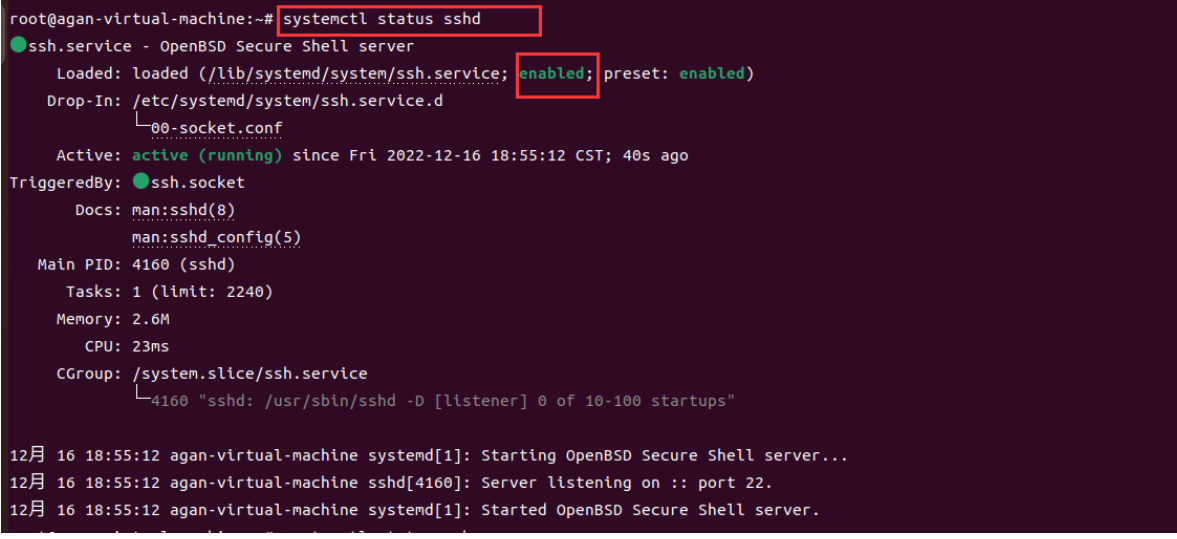 root@agan-virtual-machine:~# systemctl status sshd
ssh.service - OpenBSD Secure Shell server
Loaded: loaded (/lib/systemd/system/ssh.service; enabled; preset: enabled)
Drop-In: /etc/systemd/system/ssh.service.d
└─00-socket.conf
Active: active (running) since Fri 2022-12-16 18:55:12 CST; 40s ago
TriggeredBy: ssh.socket
Docs: man:sshd(8)
man:sshd_config(5)
Main PID: 4160 (sshd)
Tasks: 1 (limit: 2240)
Memory: 2.6M
CPU: 23ms
CGroup: /system.slice/ssh.service
└─4160 "sshd: /usr/sbin/sshd -D [listener] 0 of 10-100 startups"
12月 16 18:55:12 agan-virtual-machine systemd[1]: Starting OpenBSD Secure Shell server...
12月 16 18:55:12 agan-virtual-machine sshd[4160]: Server listening on :: port 22.
12月 16 18:55:12 agan-virtual-machine systemd[1]: Started OpenBSD Secure Shell server.